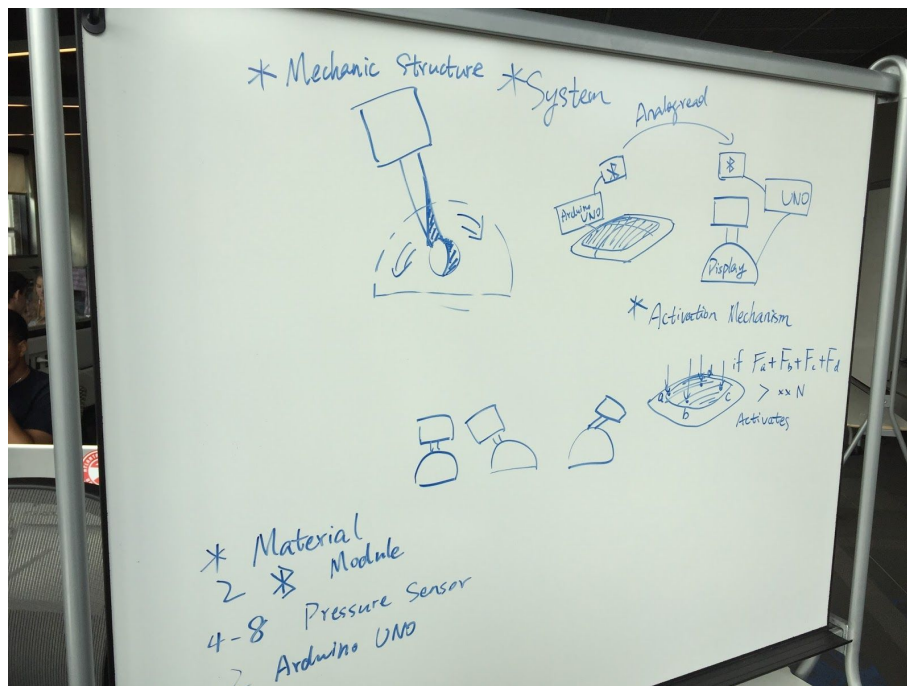 * Mechanic Structure
* System
Analogread
Arduino
UNO
UNO
Display
* Activation Mechanism
if Fa+Fb+Fc+Fd
> xx N
Activates
a
b
c
d
* Material
2 Module
4-8 Pressure Sensor
Arduino UNO